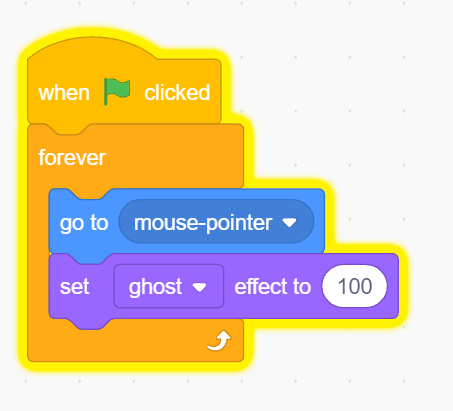 when clicked
forever
go to mouse-pointer
set ghost effect to 100